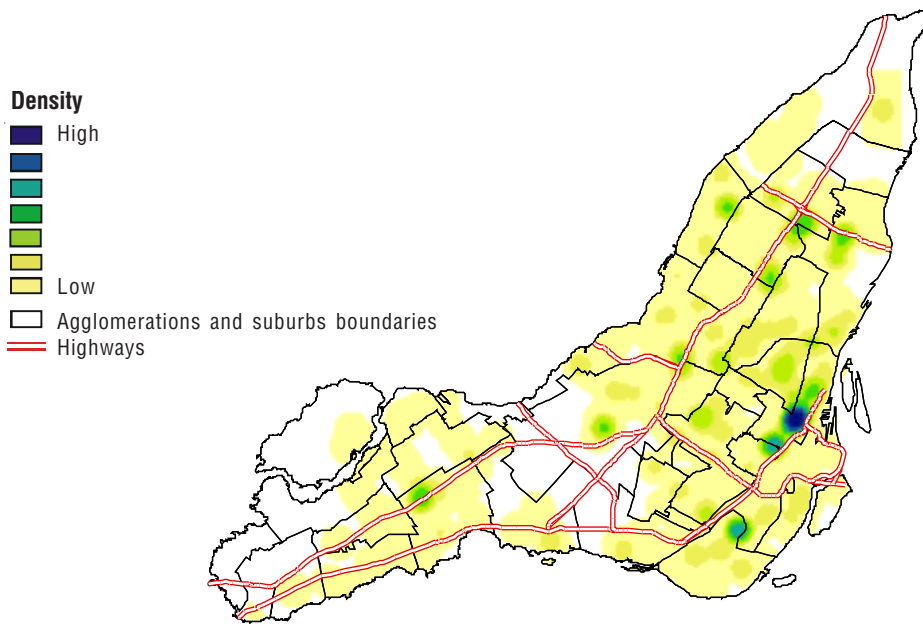 Density
High
Low
Agglomerations and suburbs boundaries
Highways